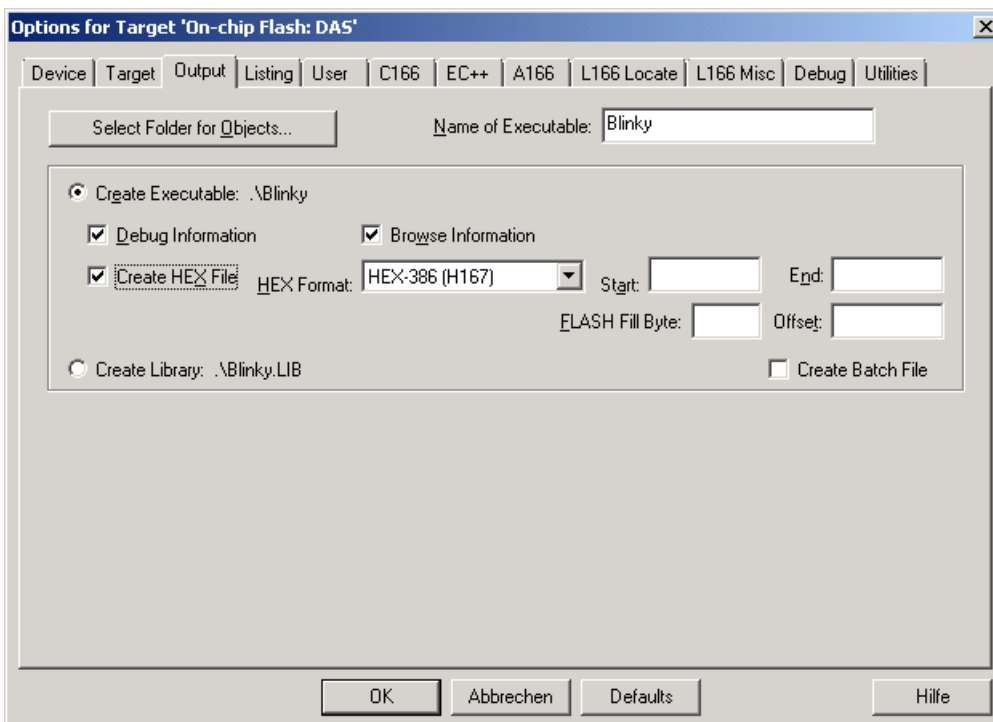 Options for Target 'On-chip Flash: DAS'
Device Target Output Listing User C166 EC++ A166 L166 Locate L166 Misc Debug Utilities
Select Folder for Objects... Name of Executable: Blinky
Create Executable: .\Blinky
Debug Information Browse Information
Create HEX File HEX Format: HEX-386 (H167) Start: End:
FLASH Fill Byte: Offset:
Create Library: .\Blinky.LIB Create Batch File
OK Abbrechen Defaults Hilfe